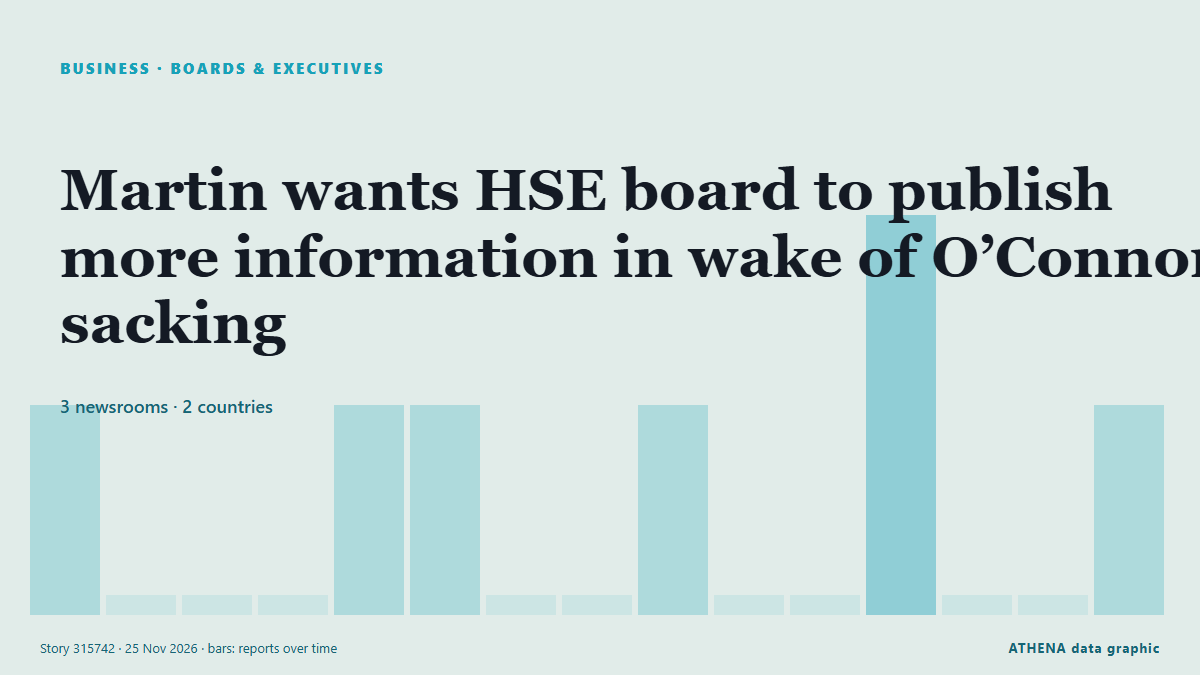 BUSINESS · BOARDS & EXECUTIVES
Martin wants HSE board to publish
more information in wake of O’Connor
sacking
3 newsrooms · 2 countries
Story 315742 · 25 Nov 2026 · bars: reports over time
ATHENA data graphic